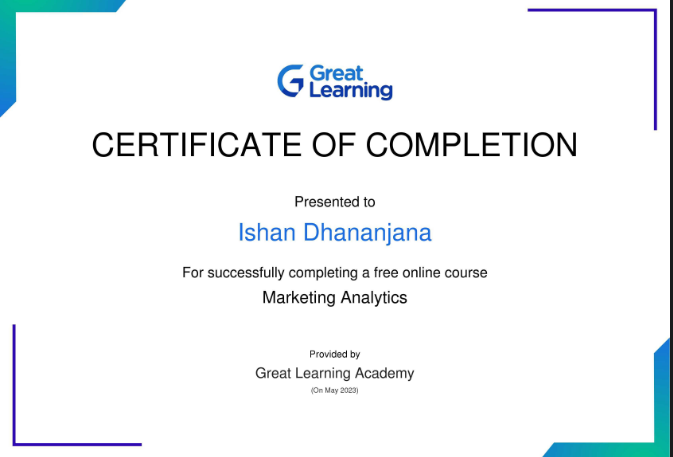 Great
Learning
CERTIFICATE OF COMPLETION
Presented to
Ishan Dhananjana
For successfully completing a free online course
Marketing Analytics
Provided by
Great Learning Academy
(On May 2023)